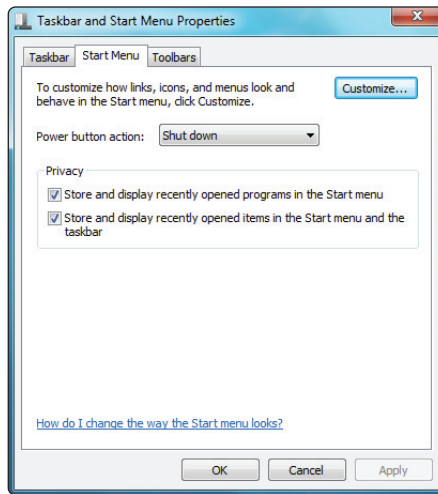 Taskbar and Start Menu Properties
Taskbar Start Menu Toolbars
To customize how links, icons, and menus look and
behave in the Start menu, click Customize.
Customize...
Power button action: Shut down
Privacy
Store and display recently opened programs in the Start menu
Store and display recently opened items in the Start menu and the
taskbar
How do I change the way the Start menu looks?
OK Cancel Apply